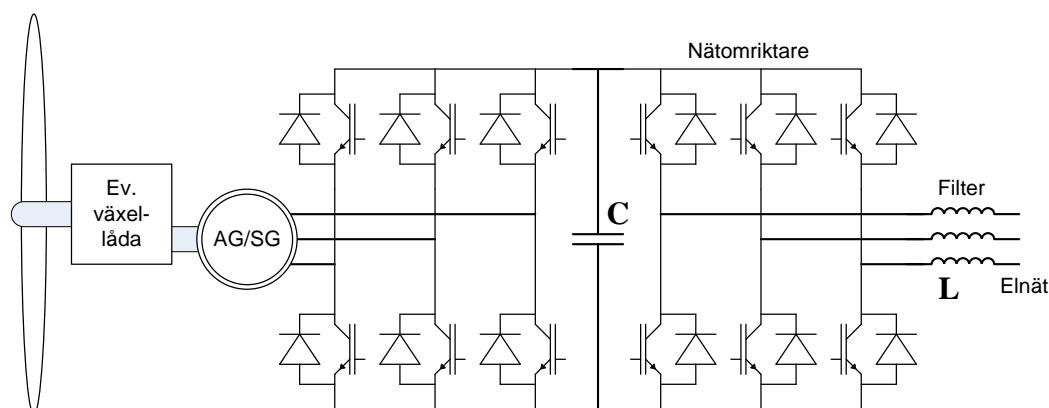 Nätomriktare
Ev.
växel-
låda
AG/SG
C
Filter
L
Elnät